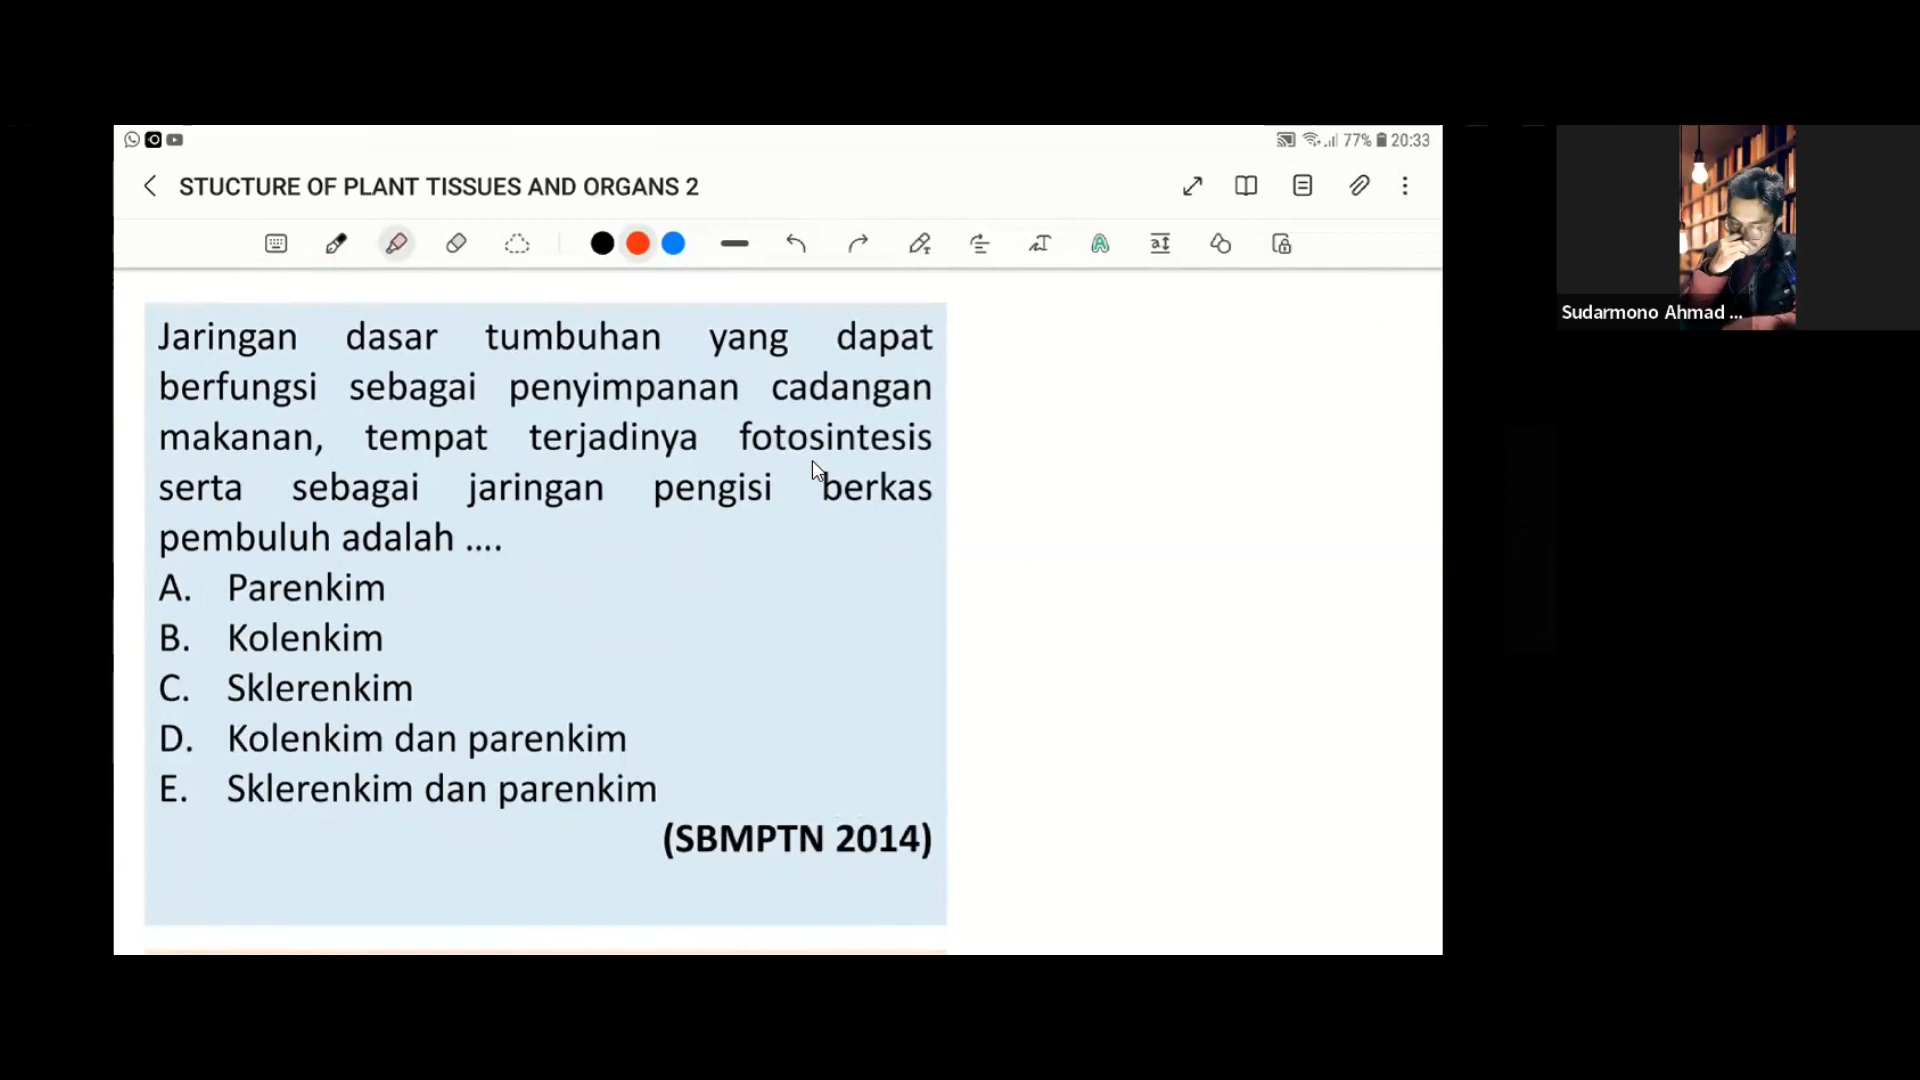 77% 20:33
STUCTURE OF PLANT TISSUES AND ORGANS 2
Jaringan dasar tumbuhan yang dapat
berfungsi sebagai penyimpanan cadangan
makanan, tempat terjadinya fotosintesis
serta sebagai jaringan pengisi berkas
pembuluh adalah ....
A. Parenkim
B. Kolenkim
C. Sklerenkim
D. Kolenkim dan parenkim
E. Sklerenkim dan parenkim
(SBMPTN 2014)
Sudarmono Ahmad ...